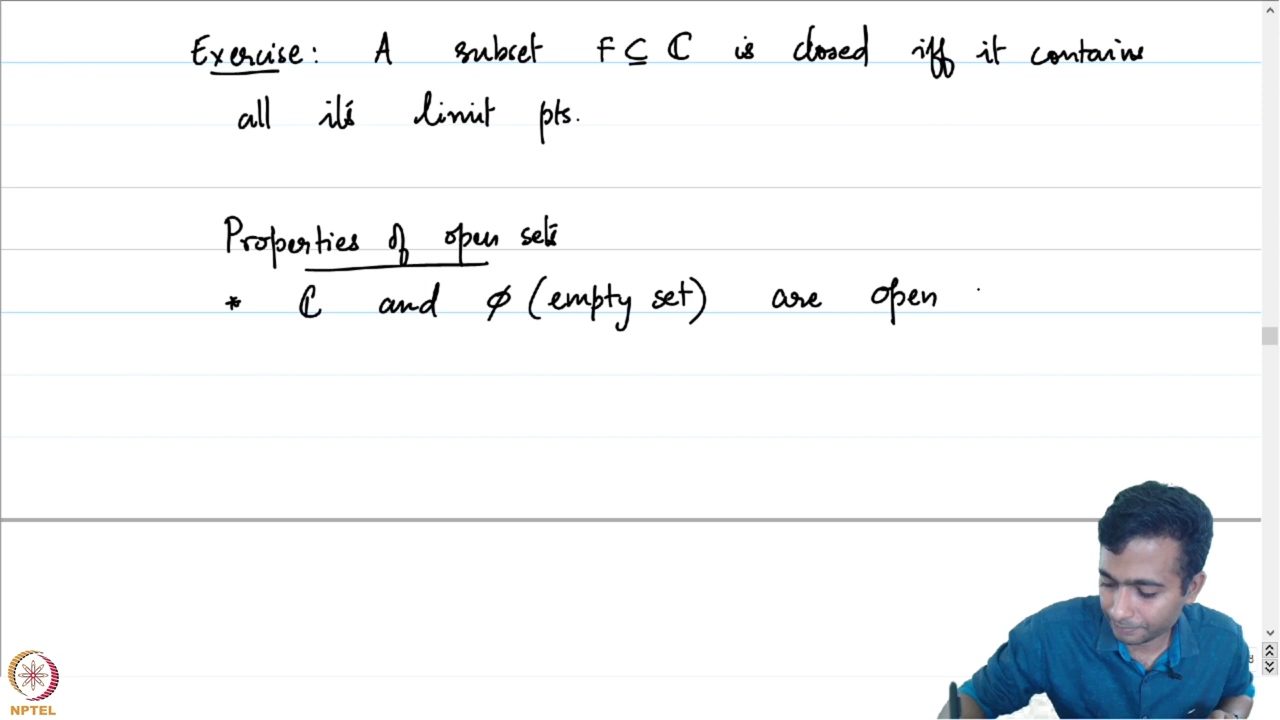 Exercise: A subset F ⊆ ℂ is closed iff it contains
all its limit pts.
Properties of open sets
* ℂ and ϕ (empty set) are open
NPTEL